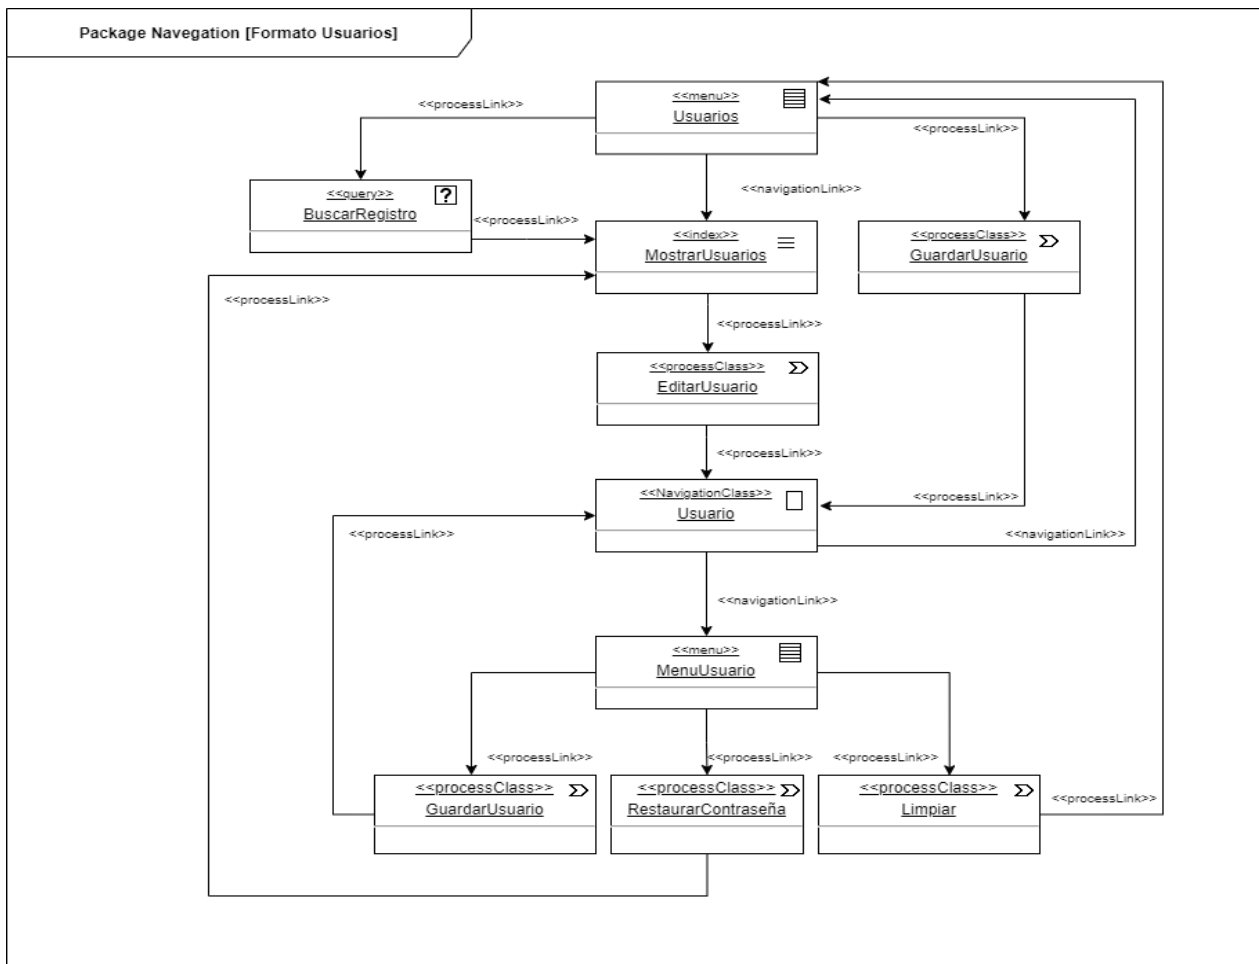 Package Navegation [Formato Usuarios]
<<menu>>
Usuarios
<<processLink>>
<<processLink>>
<<navigationLink>>
<<query>>
?
BuscarRegistro
<<processLink>>
<<index>>
MostrarUsuarios
<<processClass>>
GuardarUsuario
<<processLink>>
<<processLink>>
<<processClass>>
EditarUsuario
<<processLink>>
<<NavigationClass>>
Usuario
<<processLink>>
<<processLink>>
<<navigationLink>>
<<navigationLink>>
<<menu>>
MenuUsuario
<<processLink>>
<<processLink>>
<<processLink>>
<<processClass>>
GuardarUsuario
<<processClass>>
RestaurarContraseña
<<processClass>>
Limpiar
<<processLink>>